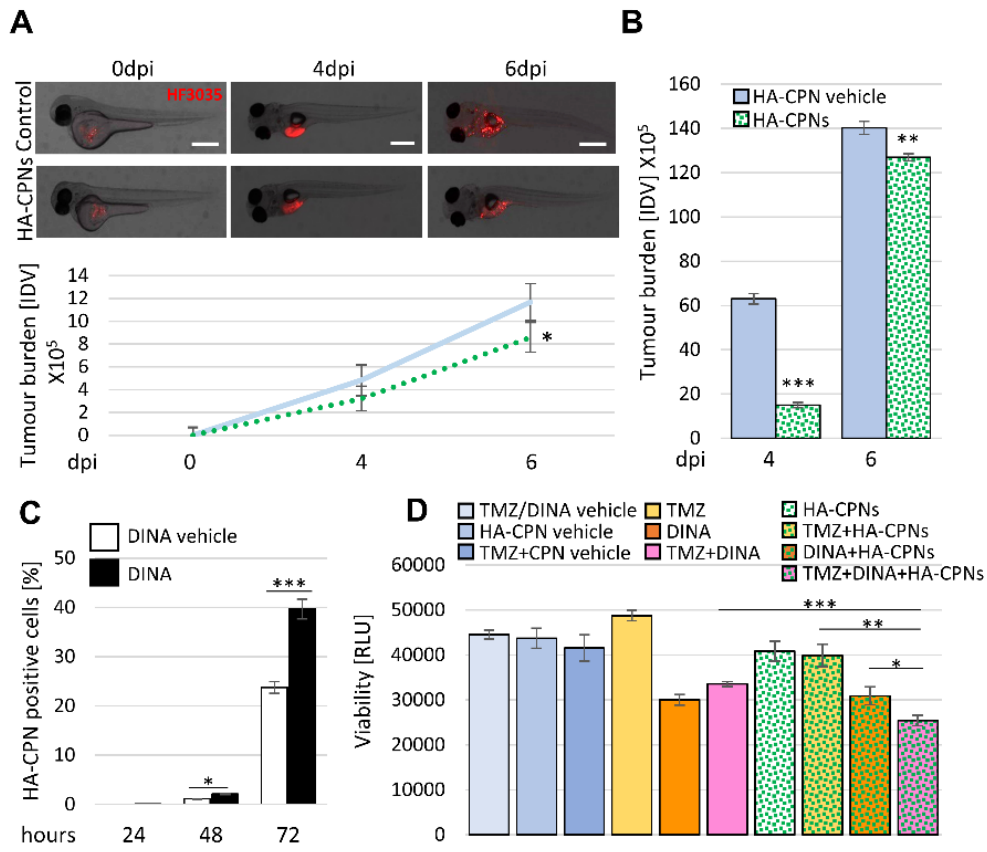 A
0dpi 4dpi 6dpi
Control
HF3035
HA-CPNs
Tumour burden [IDV]
X10⁵
14
12
10
8
6
4
2
0
dpi 0 4 6
*
B
Tumour burden [IDV] X10⁵
160
140
120
100
80
60
40
20
0
HA-CPN vehicle
HA-CPNs
***
**
dpi 4 6
C
DINA vehicle
DINA
HA-CPN positive cells [%]
50
40
30
20
10
0
*
***
hours 24 48 72
D
TMZ/DINA vehicle
HA-CPN vehicle
TMZ+CPN vehicle
TMZ
DINA
TMZ+DINA
HA-CPNs
TMZ+HA-CPNs
DINA+HA-CPNs
TMZ+DINA+HA-CPNs
Viability [RLU]
60000
50000
40000
30000
20000
10000
0
***
**
*